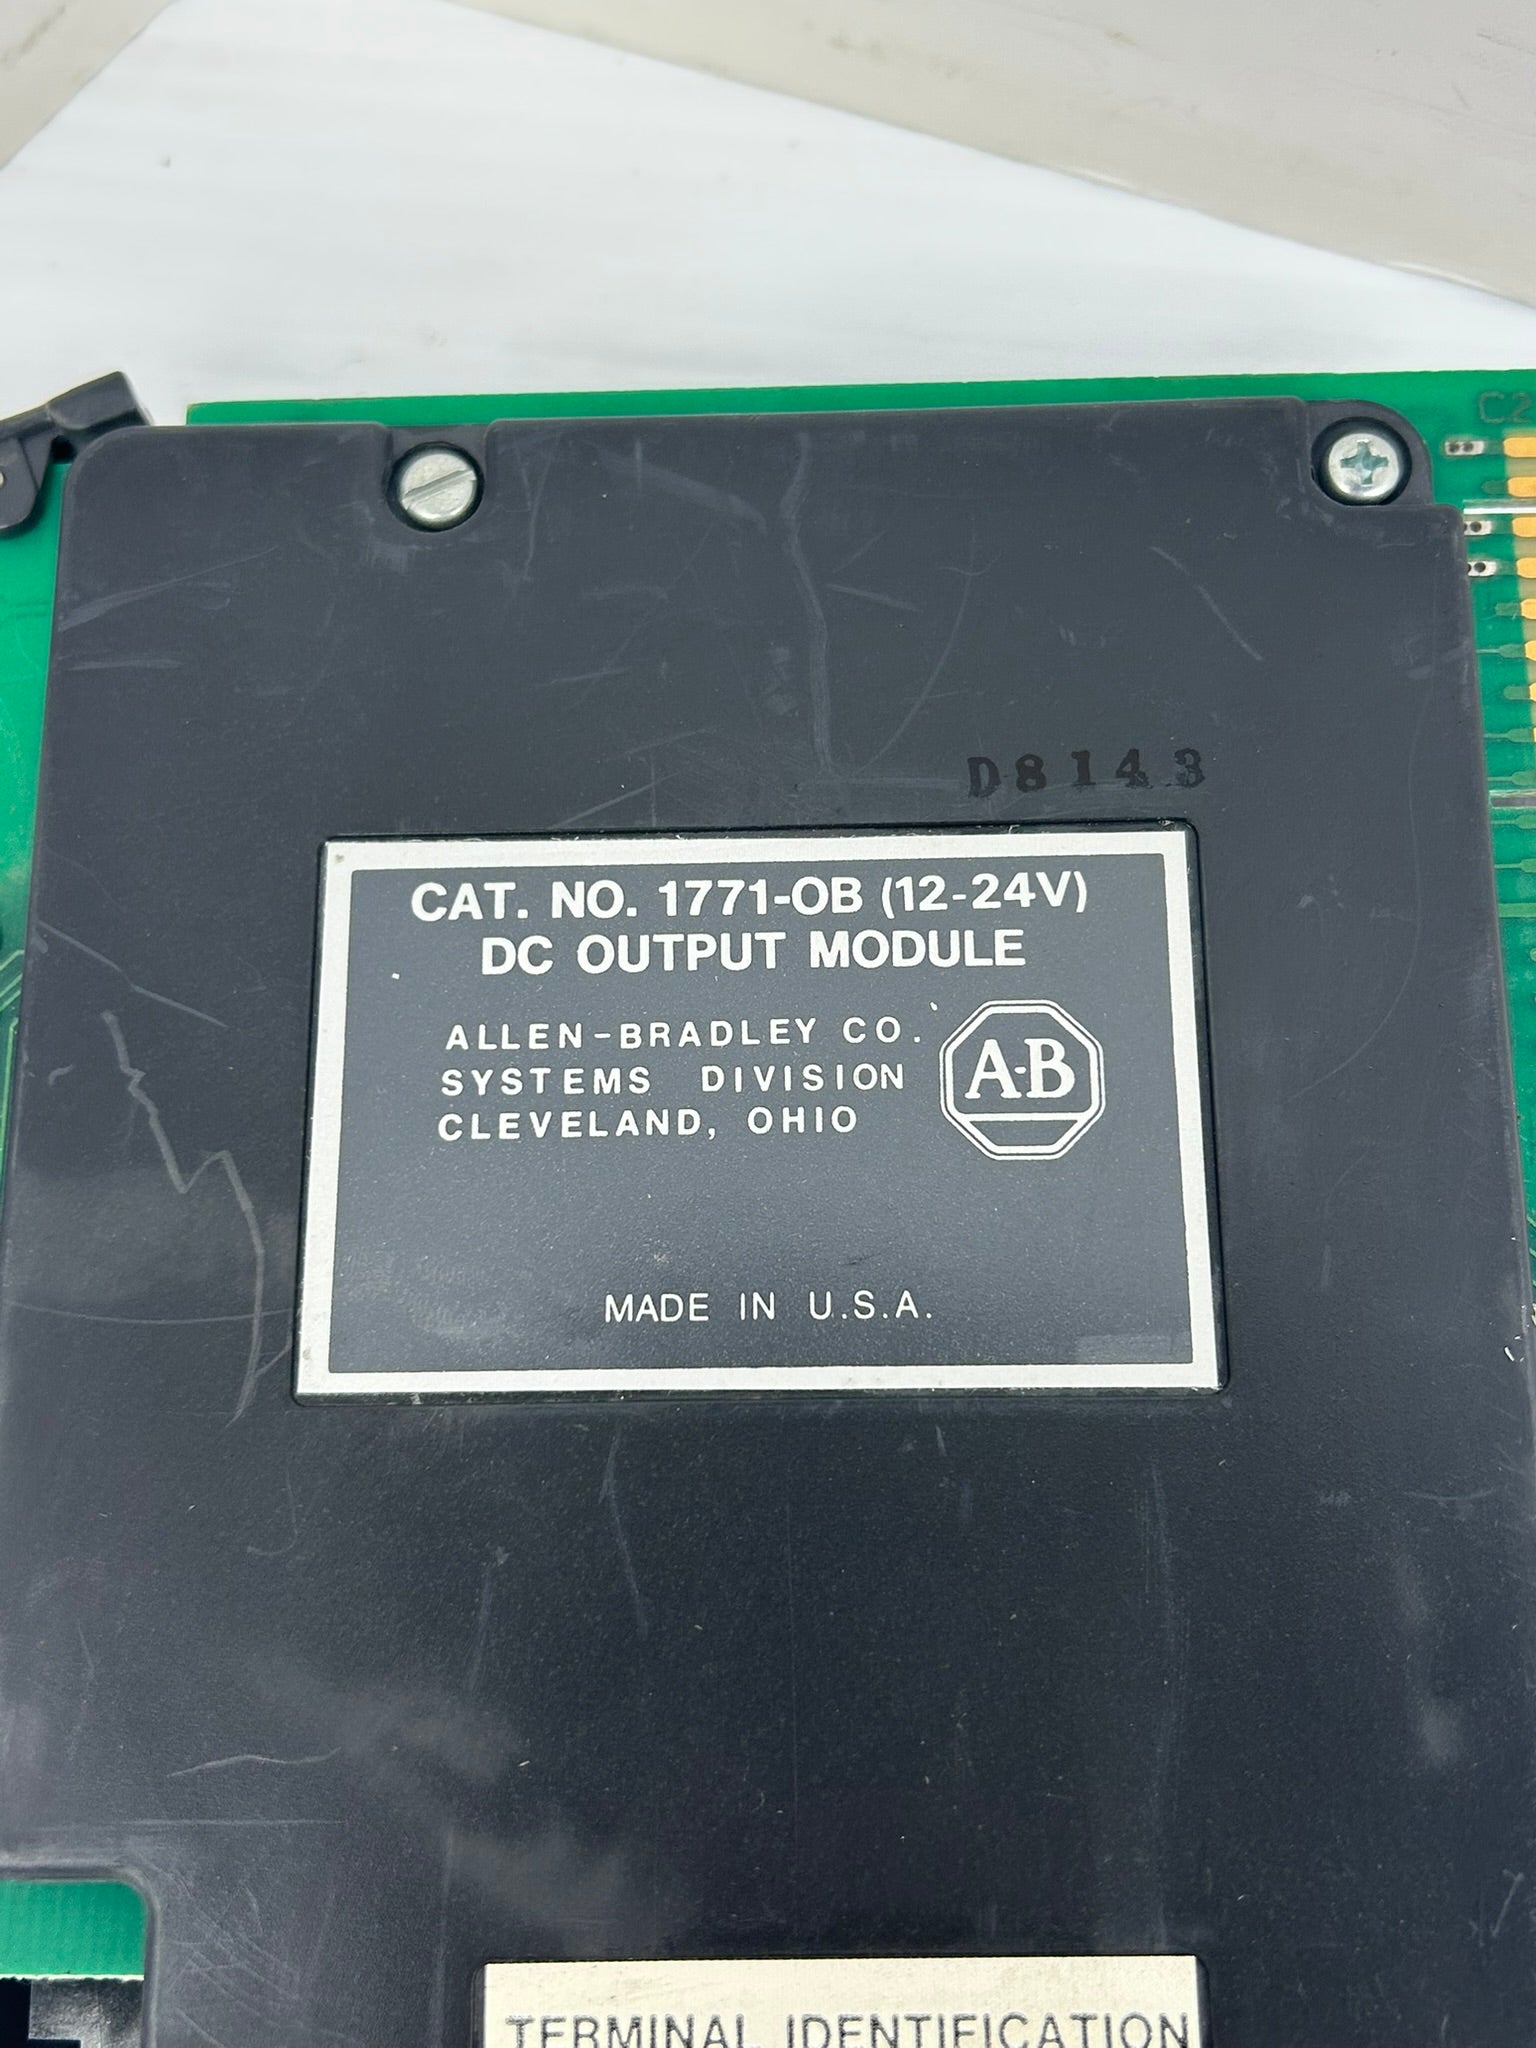 C2
D8143
CAT. NO. 1771-OB (12-24V)
DC OUTPUT MODULE
ALLEN-BRADLEY CO.
SYSTEMS DIVISION
CLEVELAND, OHIO
A-B
MADE IN U.S.A.
TERMINAL IDENTIFICATION